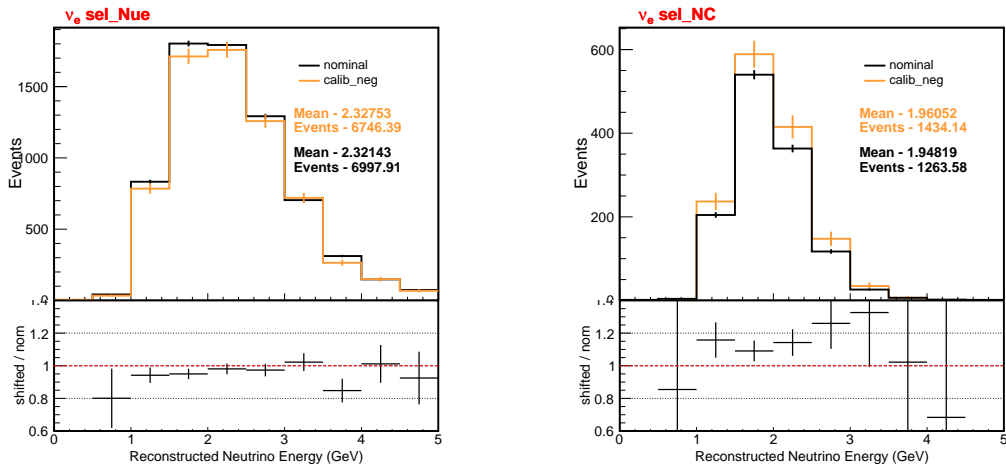 νe sel_Nue
nominal
calib_neg
Mean - 2.32753
Events - 6746.39
Mean - 2.32143
Events - 6997.91
Events
1500
1000
500
shifted / nom
1.2
1
0.8
0.6
0 1 2 3 4 5
Reconstructed Neutrino Energy (GeV)
νe sel_NC
nominal
calib_neg
Mean - 1.96052
Events - 1434.14
Mean - 1.94819
Events - 1263.58
Events
600
400
200
shifted / nom
1.2
1
0.8
0.6
0 1 2 3 4 5
Reconstructed Neutrino Energy (GeV)